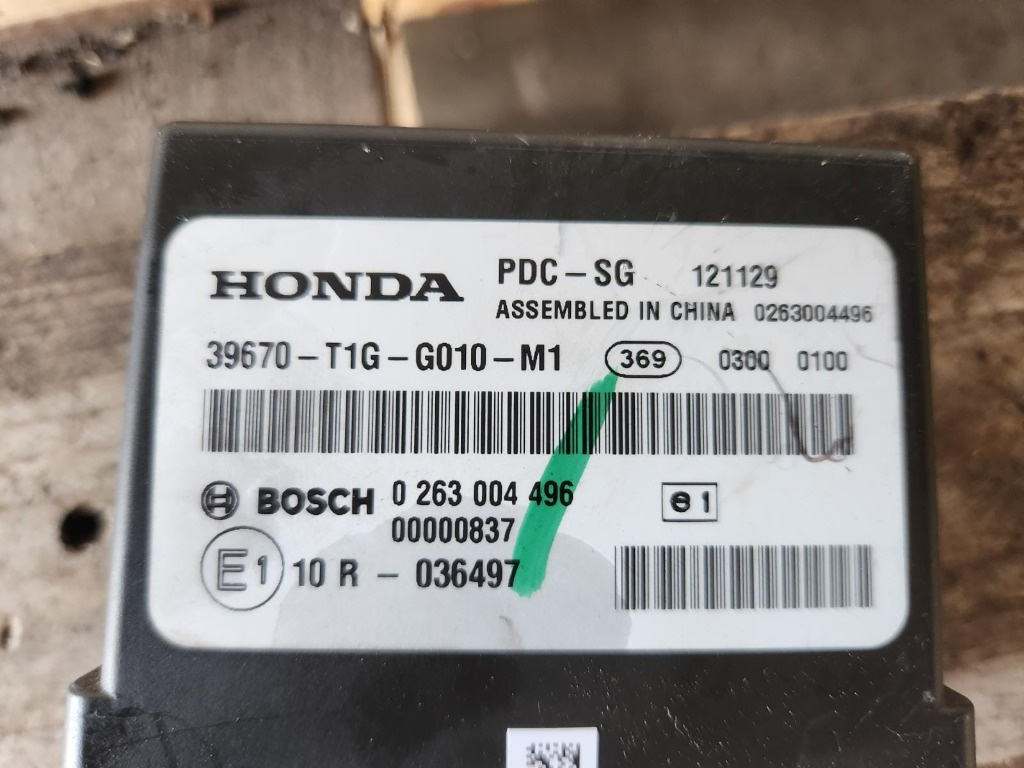 HONDA PDC-SG 121129
ASSEMBLED IN CHINA 0263004496
39670-T1G-G010-M1 369 0300 0100
BOSCH 0 263 004 496 e1
00000837
E1 10 R - 036497